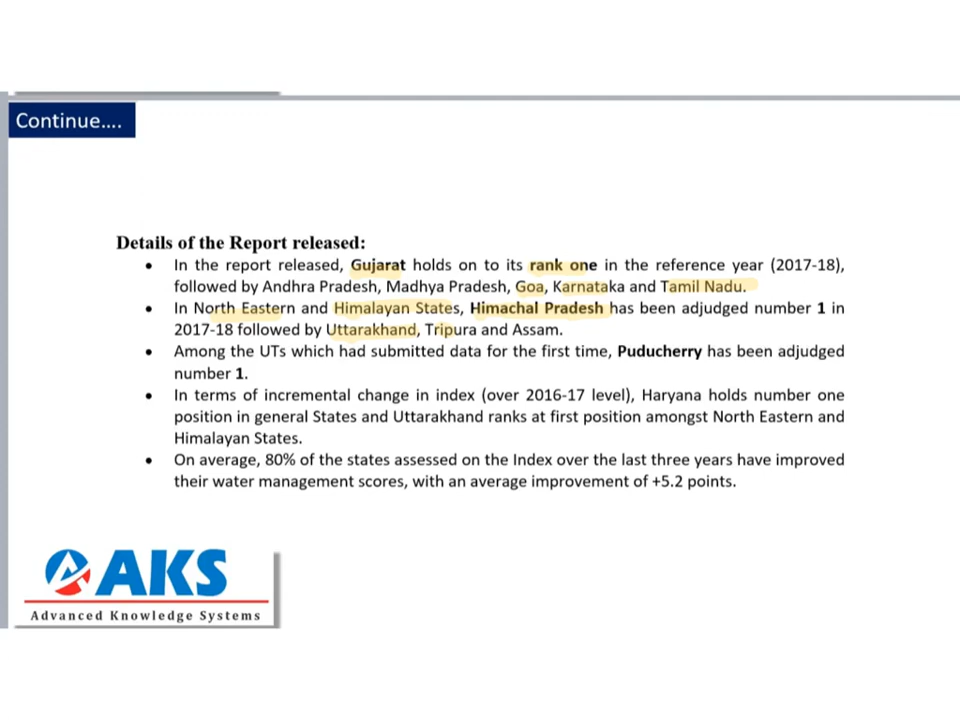 Continue....
Details of the Report released:
• In the report released, Gujarat holds on to its rank one in the reference year (2017-18),
followed by Andhra Pradesh, Madhya Pradesh, Goa, Karnataka and Tamil Nadu.
• In North Eastern and Himalayan States, Himachal Pradesh has been adjudged number 1 in
2017-18 followed by Uttarakhand, Tripura and Assam.
• Among the UTs which had submitted data for the first time, Puducherry has been adjudged
number 1.
• In terms of incremental change in index (over 2016-17 level), Haryana holds number one
position in general States and Uttarakhand ranks at first position amongst North Eastern and
Himalayan States.
• On average, 80% of the states assessed on the Index over the last three years have improved
their water management scores, with an average improvement of +5.2 points.
AKS
Advanced Knowledge Systems